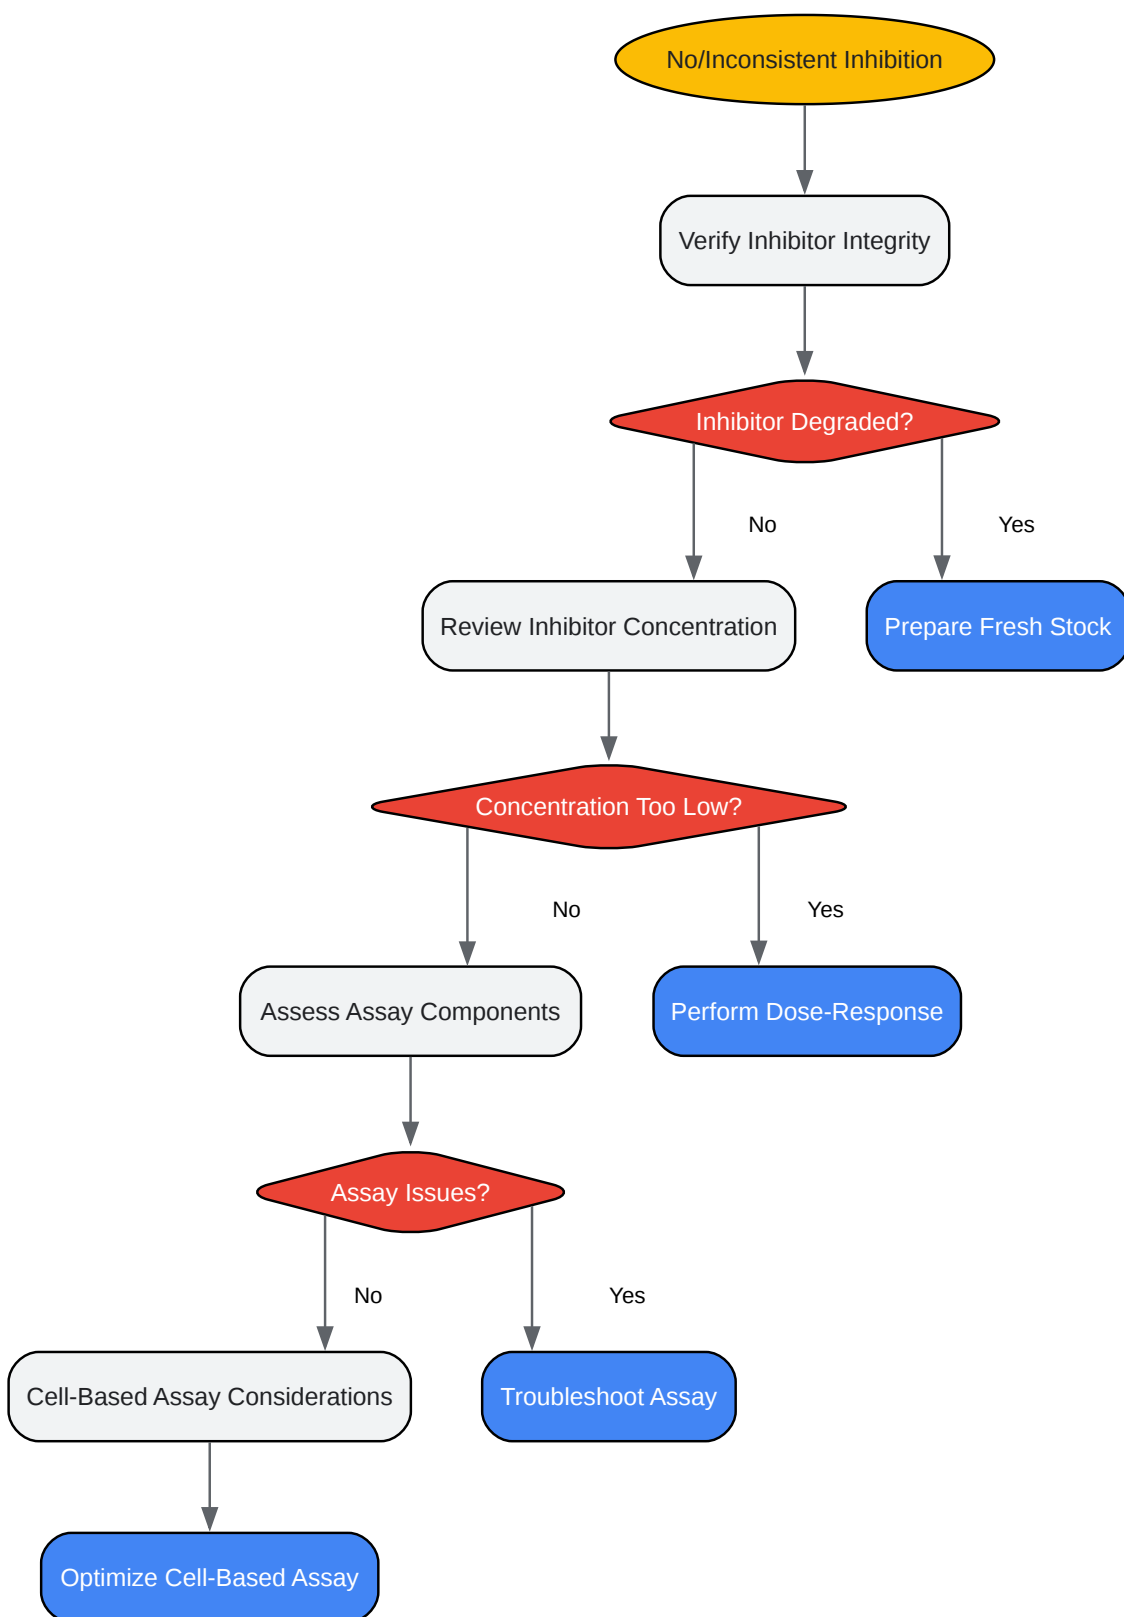 No/Inconsistent Inhibition
Verify Inhibitor Integrity
Inhibitor Degraded?
No
Yes
Review Inhibitor Concentration
Prepare Fresh Stock
Concentration Too Low?
No
Yes
Assess Assay Components
Perform Dose-Response
Assay Issues?
No
Yes
Cell-Based Assay Considerations
Troubleshoot Assay
Optimize Cell-Based Assay